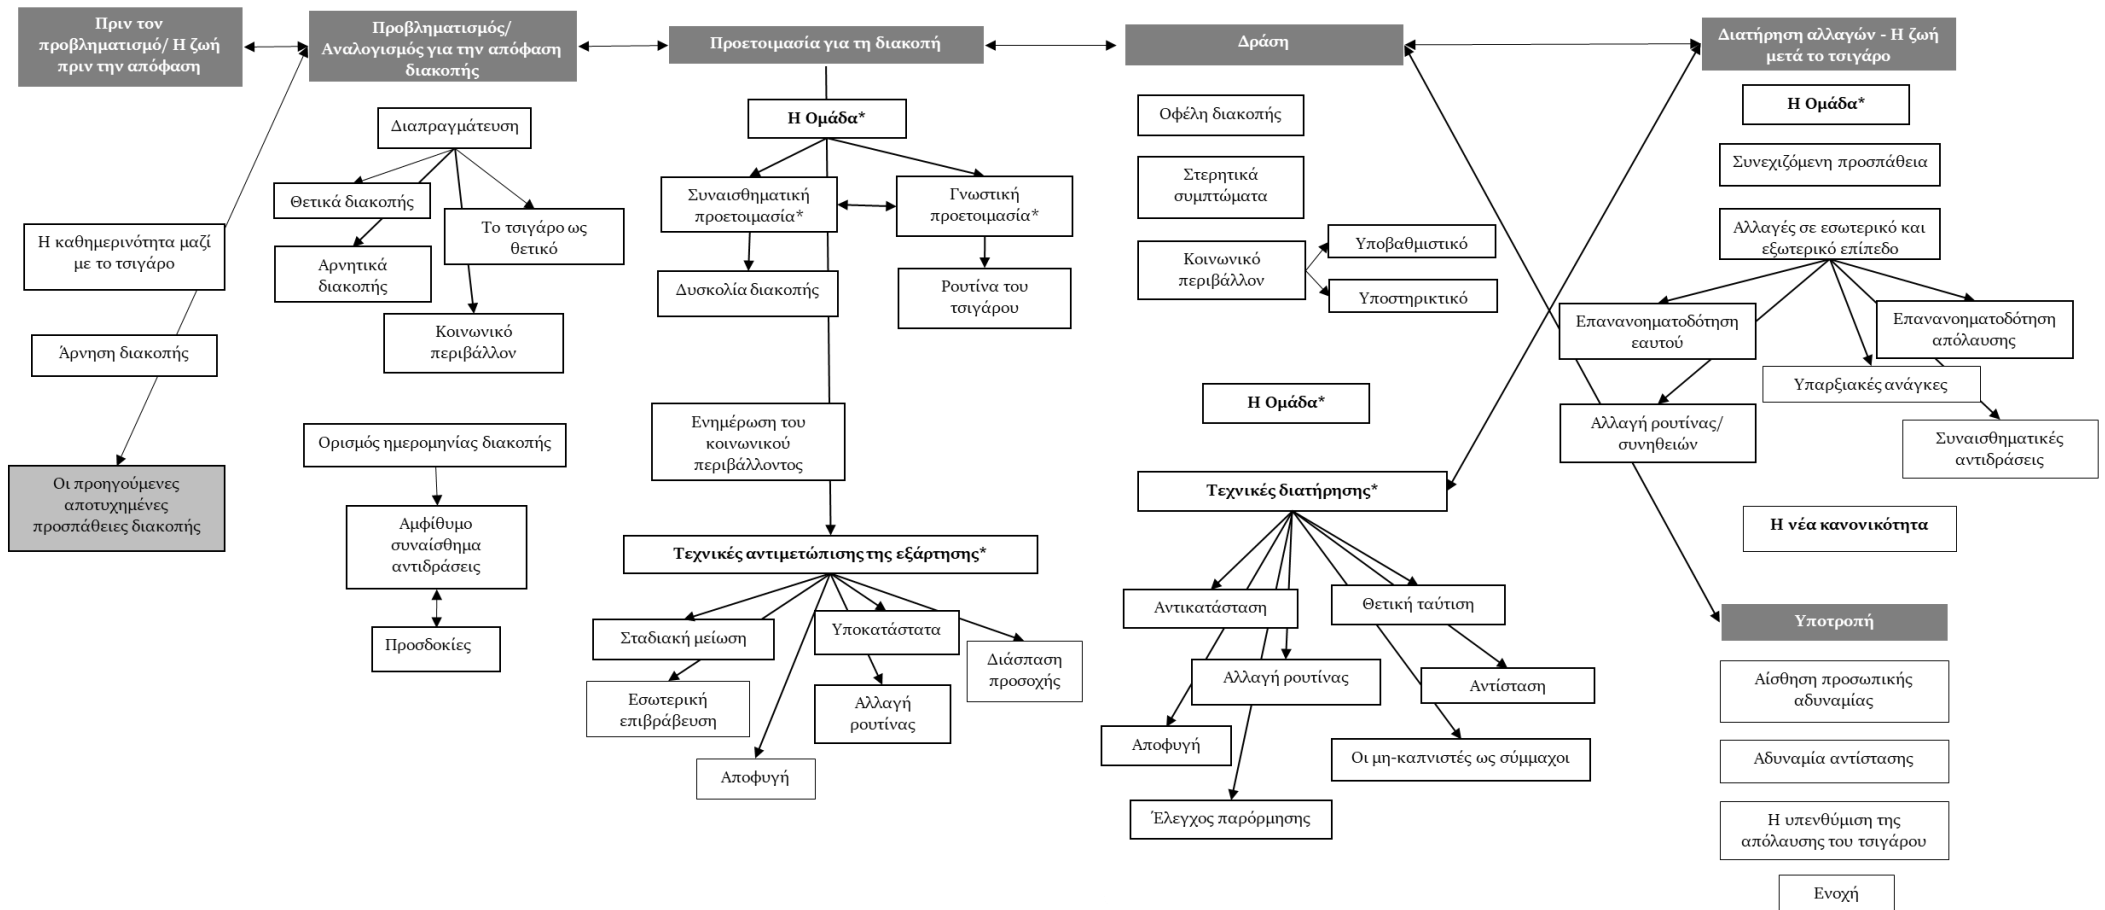 Πριν τον
προβληματισμό/ Η ζωή
πριν την απόφαση
Προβληματισμός/
Αναλογισμός για την απόφαση
διακοπής
Προετοιμασία για τη διακοπή
Δράση
Διατήρηση αλλαγών - Η ζωή
μετά το τσιγάρο
Η καθημερινότητα μαζί
με το τσιγάρο
Άρνηση διακοπής
Οι προηγούμενες
αποτυχημένες
προσπάθειες διακοπής
Διαπραγμάτευση
Θετικά διακοπής
Το τσιγάρο ως
θετικό
Αρνητικά
διακοπής
Κοινωνικό
περιβάλλον
Ορισμός ημερομηνίας διακοπής
Αμφίθυμο
συναίσθημα
αντιδράσεις
Προσδοκίες
Η Ομάδα*
Συναισθηματική
προετοιμασία*
Γνωστική
προετοιμασία*
Δυσκολία διακοπής
Ρουτίνα του
τσιγάρου
Ενημέρωση του
κοινωνικού
περιβάλλοντος
Τεχνικές αντιμετώπισης της εξάρτησης*
Σταδιακή μείωση
Υποκατάστατα
Διάσπαση
προσοχής
Εσωτερική
επιβράβευση
Αλλαγή
ρουτίνας
Αποφυγή
Οφέλη διακοπής
Στερητικά
συμπτώματα
Κοινωνικό
περιβάλλον
Υποβαθμιστικό
Υποστηρικτικό
Η Ομάδα*
Τεχνικές διατήρησης*
Αντικατάσταση
Θετική ταύτιση
Αλλαγή ρουτίνας
Αντίσταση
Αποφυγή
Οι μη-καπνιστές ως σύμμαχοι
Έλεγχος παρόρμησης
Η Ομάδα*
Συνεχιζόμενη προσπάθεια
Αλλαγές σε εσωτερικό και
εξωτερικό επίπεδο
Επανανοηματοδότηση
εαυτού
Επανανοηματοδότηση
απόλαυσης
Υπαρξιακές ανάγκες
Αλλαγή ρουτίνας/
συνηθειών
Συναισθηματικές
αντιδράσεις
Η νέα κανονικότητα
Υποτροπή
Αίσθηση προσωπικής
αδυναμίας
Αδυναμία αντίστασης
Η υπενθύμιση της
απόλαυσης του τσιγάρου
Ενοχή